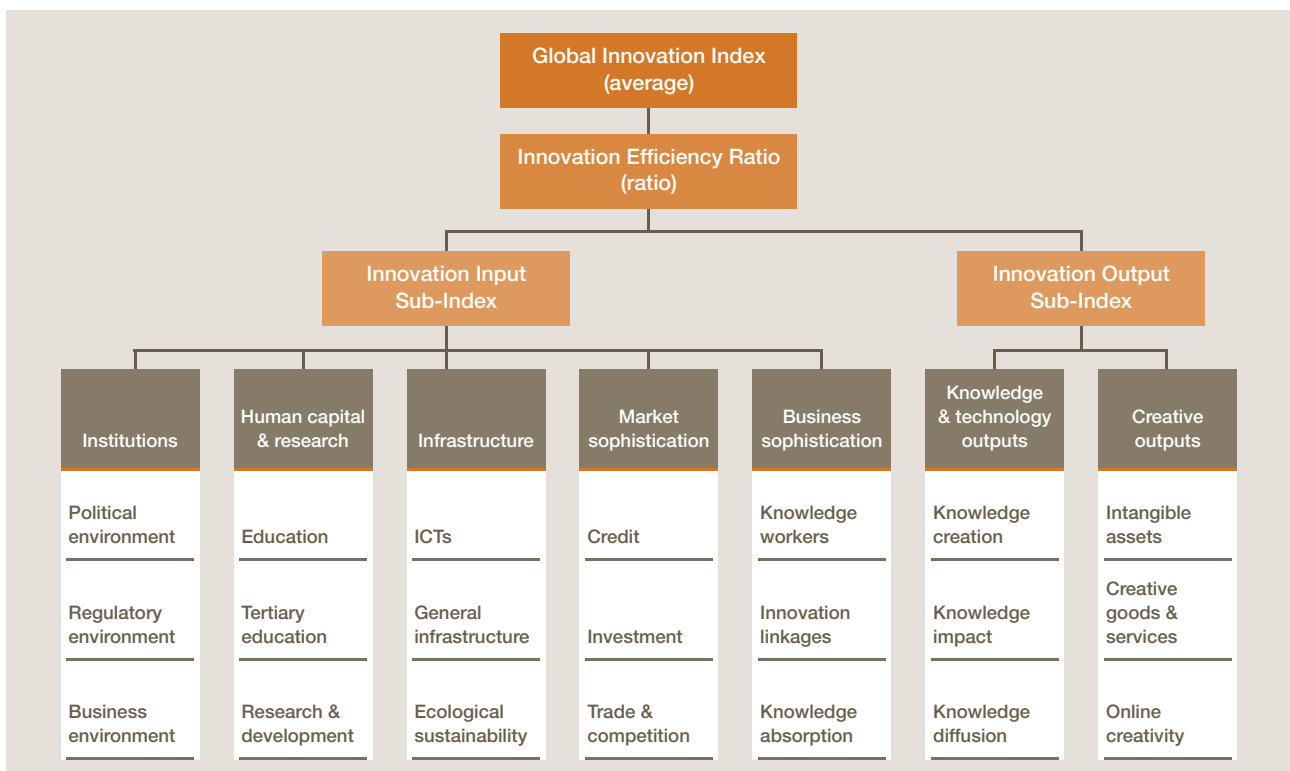 Global Innovation Index
(average)
Innovation Efficiency Ratio
(ratio)
Innovation Input
Sub-Index
Innovation Output
Sub-Index
Institutions
Human capital
& research
Infrastructure
Market
sophistication
Business
sophistication
Knowledge
& technology
outputs
Creative
outputs
Political
environment
Regulatory
environment
Business
environment
Education
Tertiary
education
Research &
development
ICTs
General
infrastructure
Ecological
sustainability
Credit
Investment
Trade &
competition
Knowledge
workers
Innovation
linkages
Knowledge
absorption
Knowledge
creation
Knowledge
impact
Knowledge
diffusion
Intangible
assets
Creative
goods &
services
Online
creativity